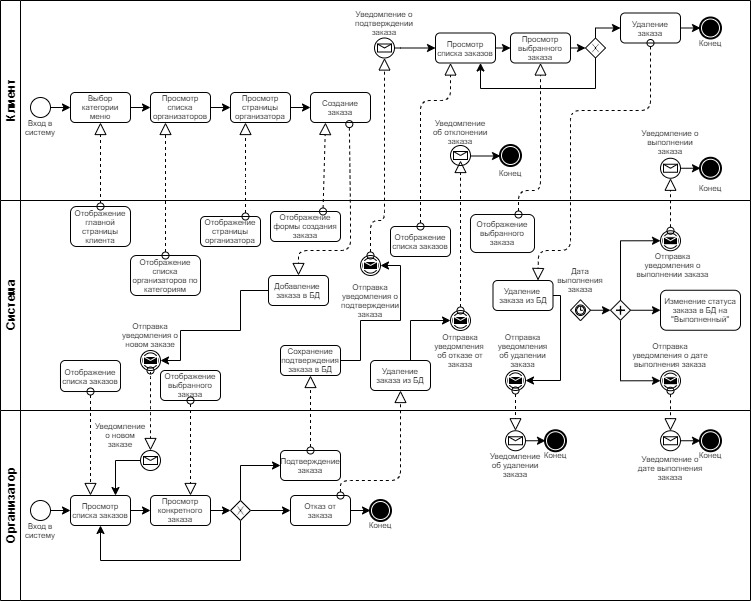 Клиент
Уведомление о
подтверждении
заказа
Просмотр
списка заказов
Просмотр
выбранного
заказа
Удаление
заказа
Конец
Вход в
систему
Выбор
категории
меню
Просмотр
списка
организаторов
Просмотр
страницы
организатора
Создание
заказа
Уведомление
об отклонении
заказа
Конец
Уведомление о
выполнении
заказа
Конец
Система
Отображение
главной
страницы
клиента
Отображение
списка
организаторов по
категориям
Отображение
страницы
организатора
Отображение
формы создания
заказа
Отображение
списка заказов
Отображение
выбранного
заказа
Отправка
уведомления о
выполнении заказа
Добавление
заказа в БД
Отправка
уведомления о
подтверждении
заказа
Удаление
заказа из БД
Дата
выполнения
заказа
Изменение статуса
заказа в БД на
"Выполненный"
Отправка
уведомления о
новом заказе
Отображение
списка заказов
Отображение
выбранного
заказа
Сохранение
подтверждения
заказа в БД
Удаление
заказа из БД
Отправка
уведомления
об отказе от
заказа
Отправка
уведомления
об удалении
заказа
Отправка
уведомления о дате
выполнения заказа
Организатор
Уведомление
о новом
заказе
Вход в
систему
Просмотр
списка заказов
Просмотр
конкретного
заказа
Подтверждение
заказа
Отказ от
заказа
Конец
Уведомление
об удалении
заказа
Конец
Уведомление о
дате выполнения
заказа
Конец